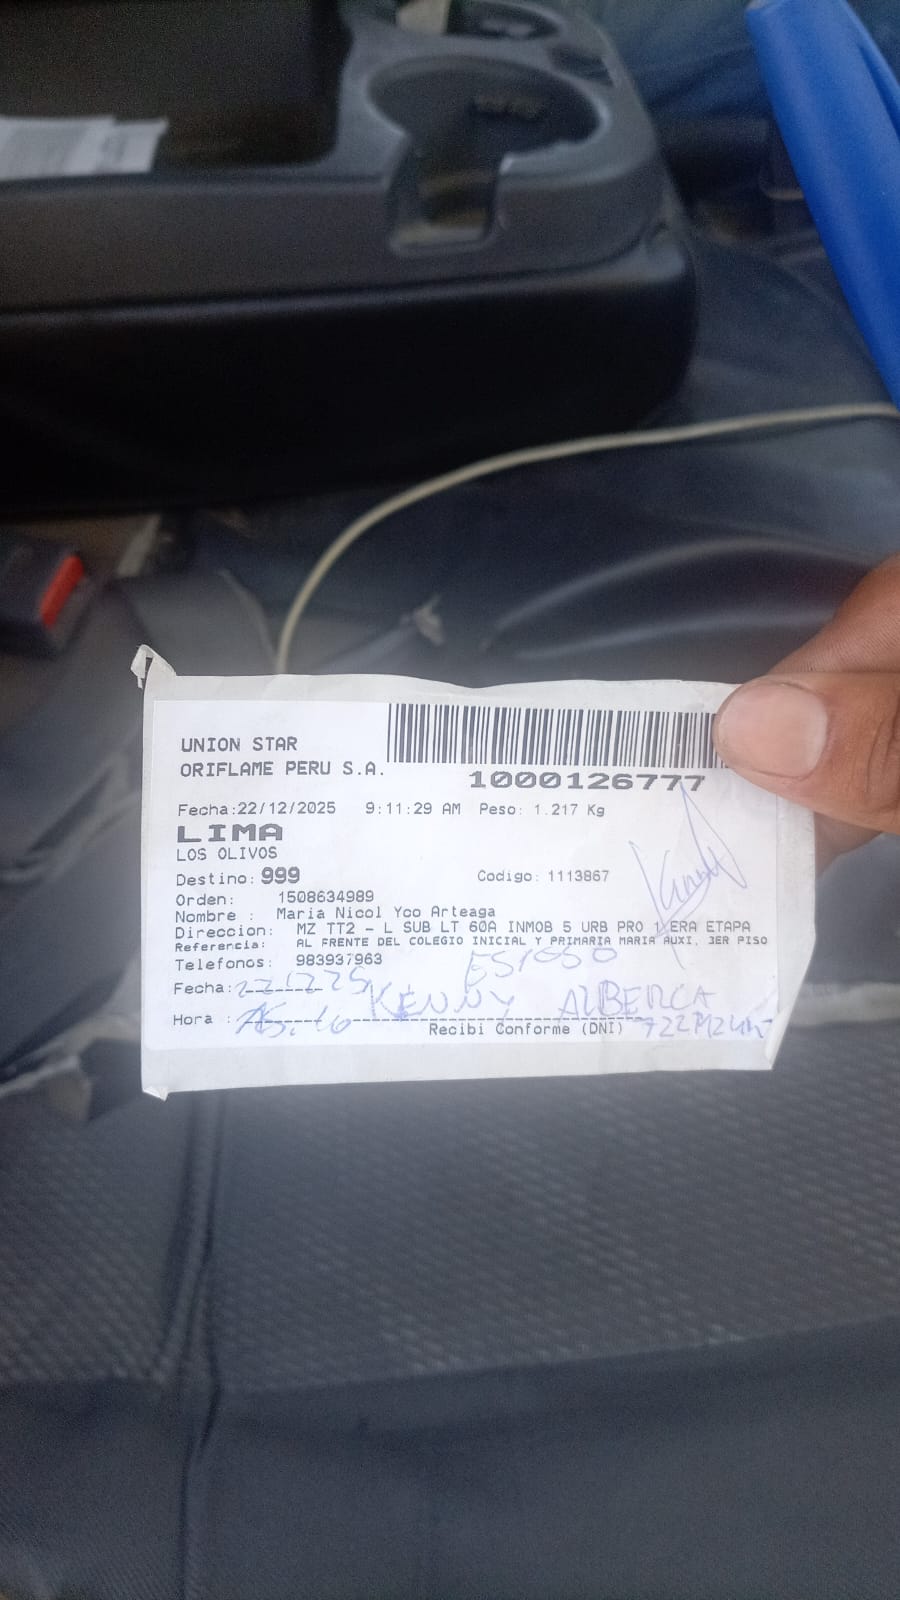 UNION STAR
ORIFLAME PERU S.A.
1000126777
Fecha:22/12/2025 9:11:29 AM Peso: 1.217 Kg
LIMA
LOS OLIVOS
Destino: 999 Codigo: 1113867
Orden: 1508634989
Nombre : Maria Nicol Yoo Arteaga
Direccion: MZ TT2 - L SUB LT 60A INMOB 5 URB PRO 1 ERA ETAPA
Referencia: AL FRENTE DEL COLEGIO INICIAL Y PRIMARIA MARIA AUXI, 3ER PISO
Telefonos: 983937963
ESPOSO
Fecha:
KENNY ALBERCA
Hora :
Recibi Conforme (DNI)